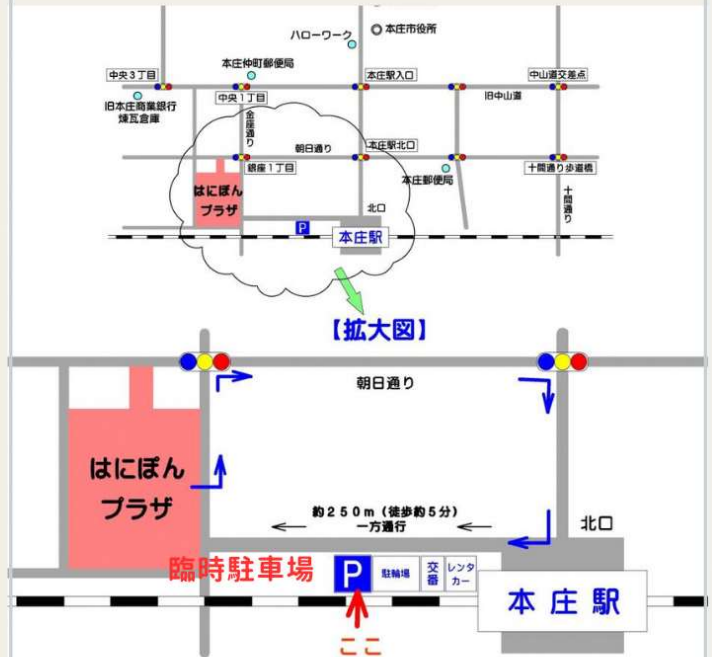 ハローワーク
本庄市役所
本庄仲町郵便局
中央3丁目
本庄駅入口
中山道交差点
旧本庄商業銀行
煉瓦倉庫
中央1丁目
旧中山道
金座通り
朝日通り
本庄駅北口
銀座1丁目
本庄郵便局
十間通り歩道橋
はにぽん
プラザ
十間通り
北口
P
本庄駅
【拡大図】
朝日通り
はにぽん
プラザ
約250m(徒歩約5分)
一方通行
北口
臨時駐車場
P
駐輪場
交番
レンタ
カー
本庄駅
ここ